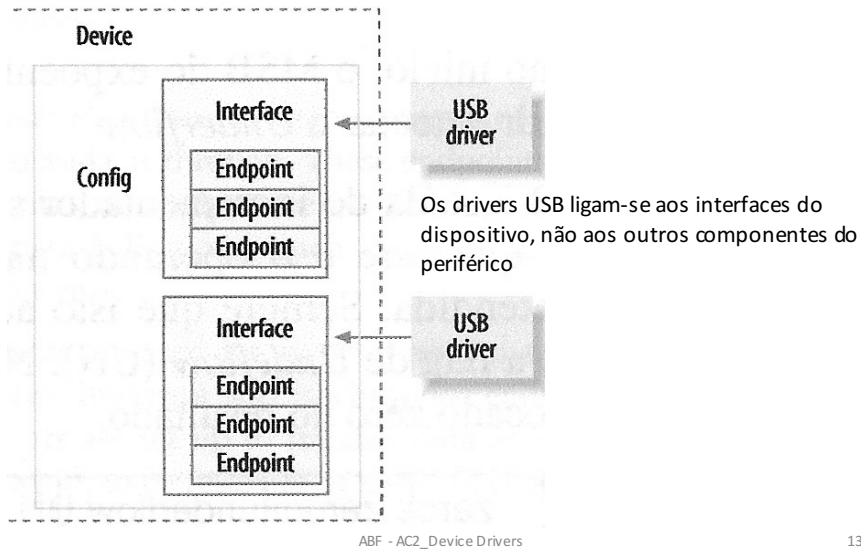 Device
Config
Interface
Endpoint
Endpoint
Endpoint
USB
driver
Os drivers USB ligam-se aos interfaces do
dispositivo, não aos outros componentes do
periférico
Interface
Endpoint
Endpoint
Endpoint
USB
driver
ABF - AC2_Device Drivers
13